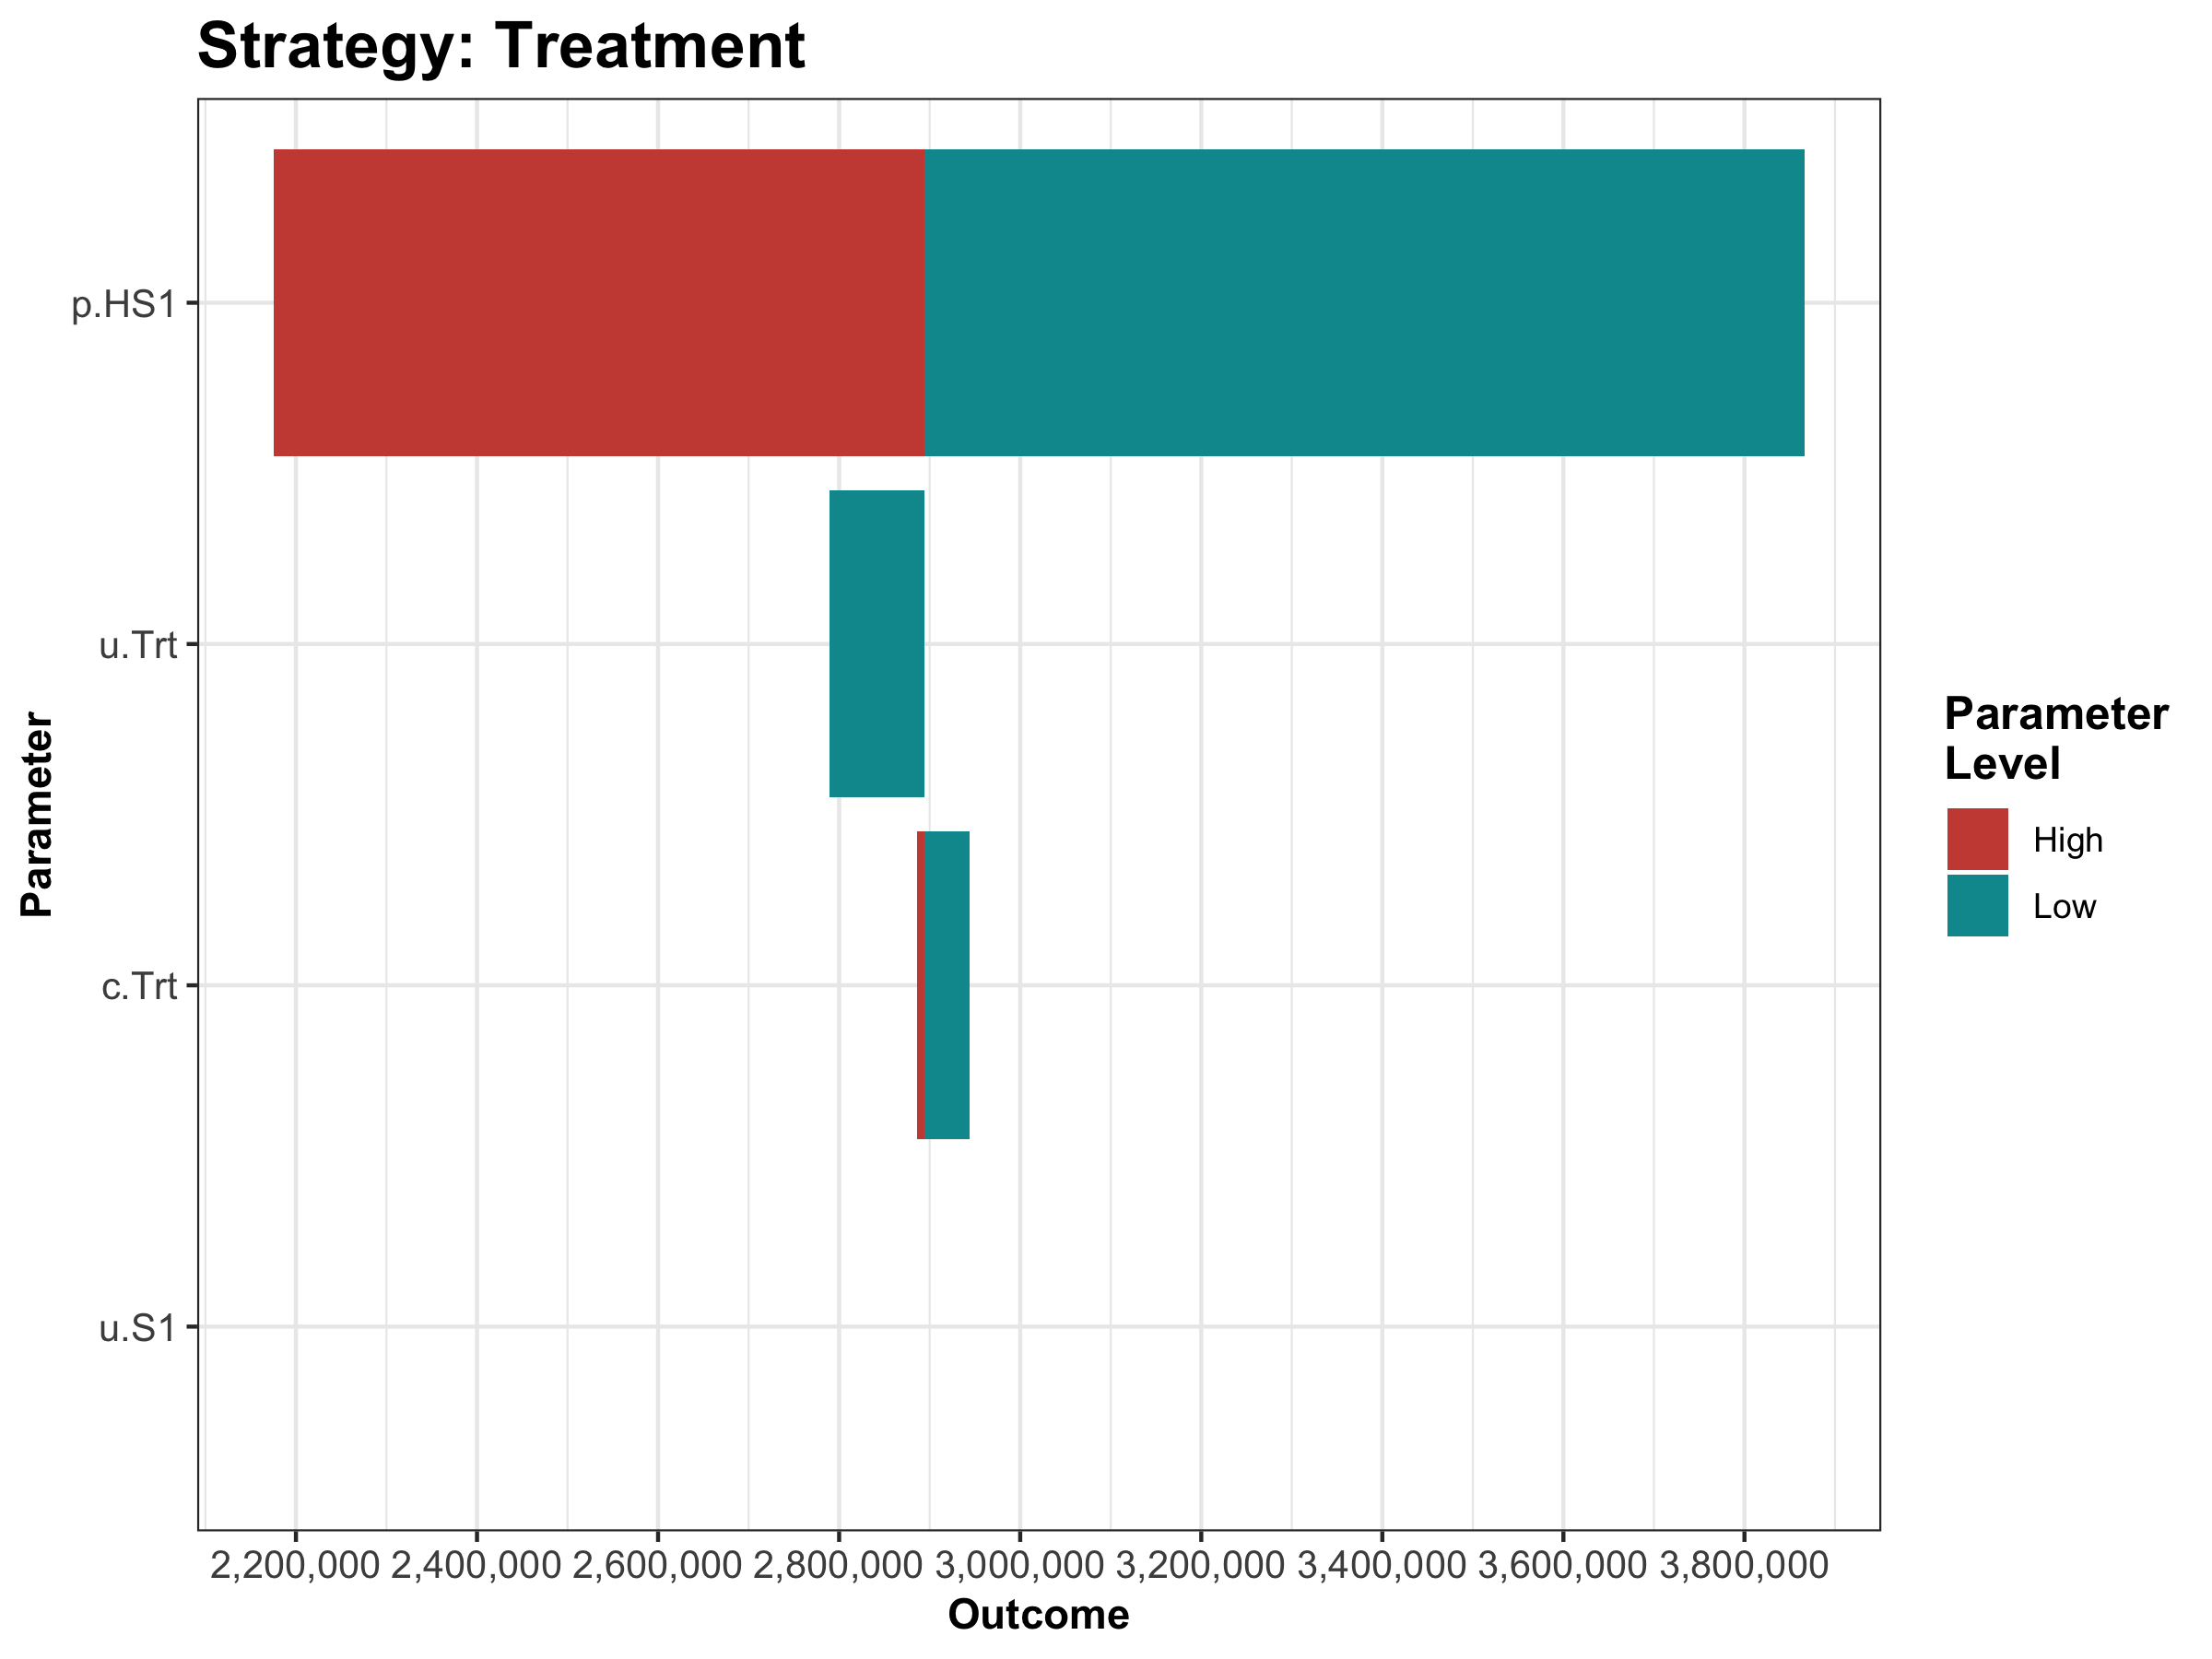 Strategy: Treatment
p.HS1
u.Trt
c.Trt
u.S1
Parameter
2,200,000 2,400,000 2,600,000 2,800,000 3,000,000 3,200,000 3,400,000 3,600,000 3,800,000
Outcome
Parameter
Level
High
Low